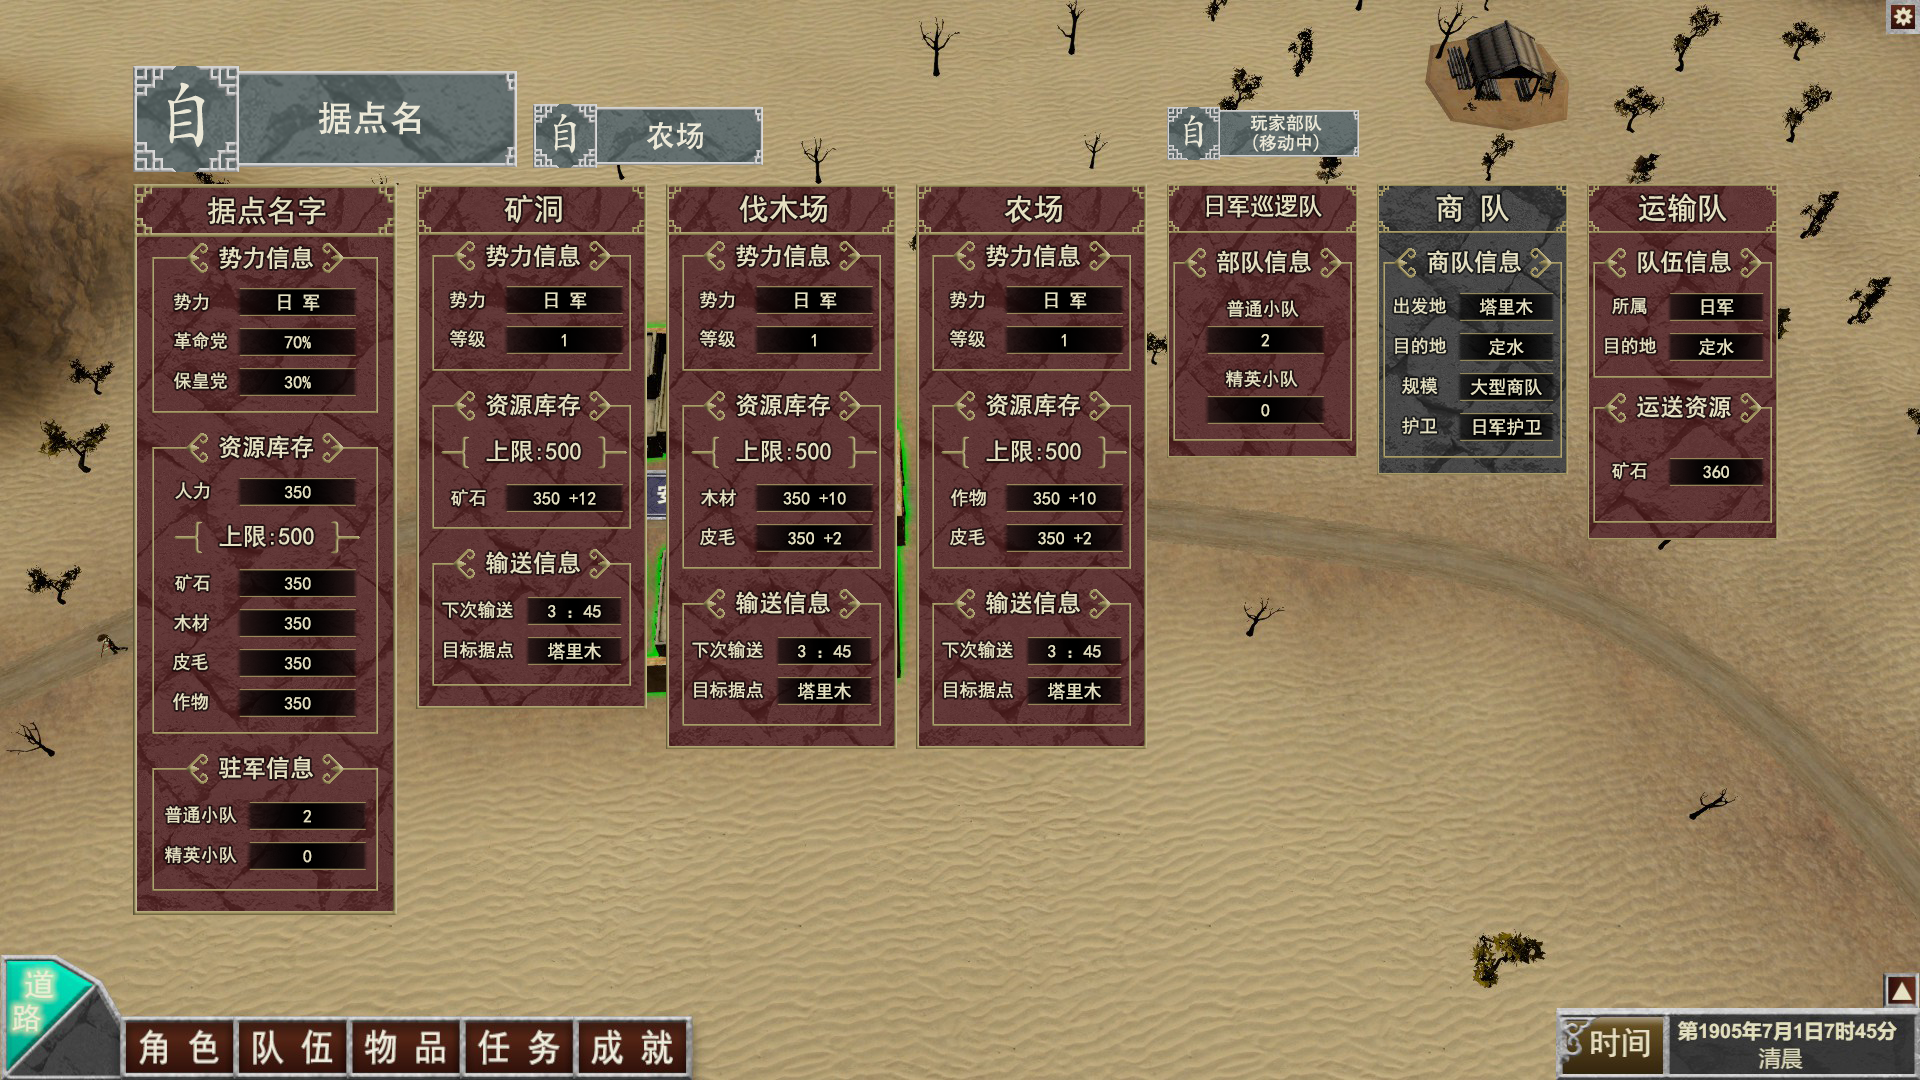 自
据点名
自
农场
自
玩家部队
(移动中)
据点名字
势力信息
势力 日 军
革命党 70%
保皇党 30%
资源库存
人力 350
上限:500
矿石 350
木材 350
皮毛 350
作物 350
驻军信息
普通小队 2
精英小队 0
矿洞
势力信息
势力 日 军
等级 1
资源库存
上限:500
矿石 350 +12
输送信息
下次输送 3 : 45
目标据点 塔里木
伐木场
势力信息
势力 日 军
等级 1
资源库存
上限:500
木材 350 +10
皮毛 350 +2
输送信息
下次输送 3 : 45
目标据点 塔里木
农场
势力信息
势力 日 军
等级 1
资源库存
上限:500
作物 350 +10
皮毛 350 +2
输送信息
下次输送 3 : 45
目标据点 塔里木
日军巡逻队
部队信息
普通小队
2
精英小队
0
商 队
商队信息
出发地 塔里木
目的地 定水
规模 大型商队
护卫 日军护卫
运输队
队伍信息
所属 日军
目的地 定水
运送资源
矿石 360
道
路
角色 队伍 物品 任务 成就
时间
第1905年7月1日7时45分
清晨